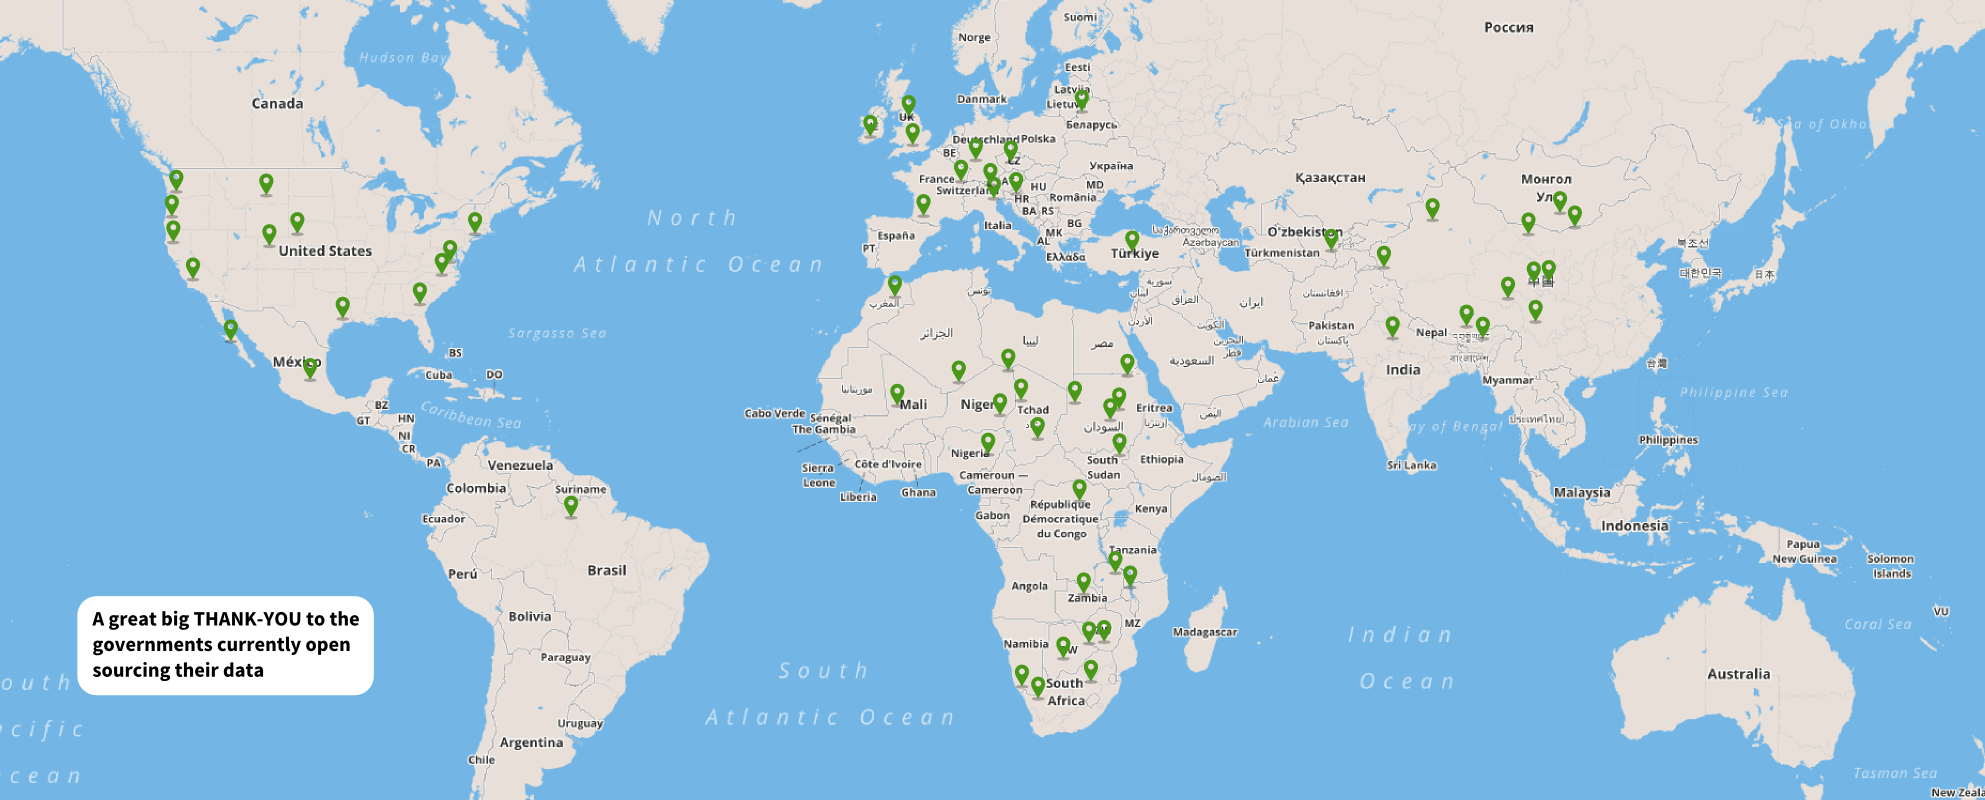 Россия
Suomi
Norge
Hudson Bay
Eesti
Canada
Danmark
Latvija
Беларусь
UK
Deutschland
Polska
BE
CZ
Україна
France
Switzerland
HU
MD
HR
România
BA
RS
Қазақстан
Монгол
North
Atlantic Ocean
United States
España
PT
Italia
BG
MK
AL
Ελλάδα
Türkiye
საქართველო
Azərbaycan
O'zbekiston
Türkmenistan
북조선
대한민국
日本
中国
تونس
سورية
لبنان
العراق
ایران
افغانستان
المغرب
الأردن
الكويت
Pakistan
پاکستان
Nepal
البحرين
قطر
Sargasso Sea
الجزائر
ليبيا
مصر
السعودية
عمان
বাংলাদেশ
India
Myanmar
台灣
México
BS
Cuba
DO
BZ
GT
HN
NI
CR
PA
Caribbean Sea
موريتانيا
Mali
Niger
Tchad
السودان
Eritrea
إرتريا
اليمن
Arabian Sea
ay of Bengal
ประเทศไทย
Philippine Sea
Philippines
Cabo Verde
Sénégal
The Gambia
Sierra
Leone
Liberia
Côte d'Ivoire
Ghana
Nigeria
Cameroun —
Cameroon
South
Sudan
Ethiopia
الصومال
Sri Lanka
Malaysia
Indonesia
Venezuela
Colombia
Suriname
Ecuador
Perú
Brasil
Bolivia
Paraguay
Uruguay
Argentina
Chile
Gabon
République
Démocratique
du Congo
Kenya
Tanzania
Angola
Zambia
MZ
Namibia
Madagascar
South
Africa
Papua
New Guinea
Solomon
Islands
VU
Coral Sea
Australia
Tasman Sea
New Zeala
Indian
Ocean
South
Atlantic Ocean
outh
acific
cean
A great big THANK-YOU to the
governments currently open
sourcing their data